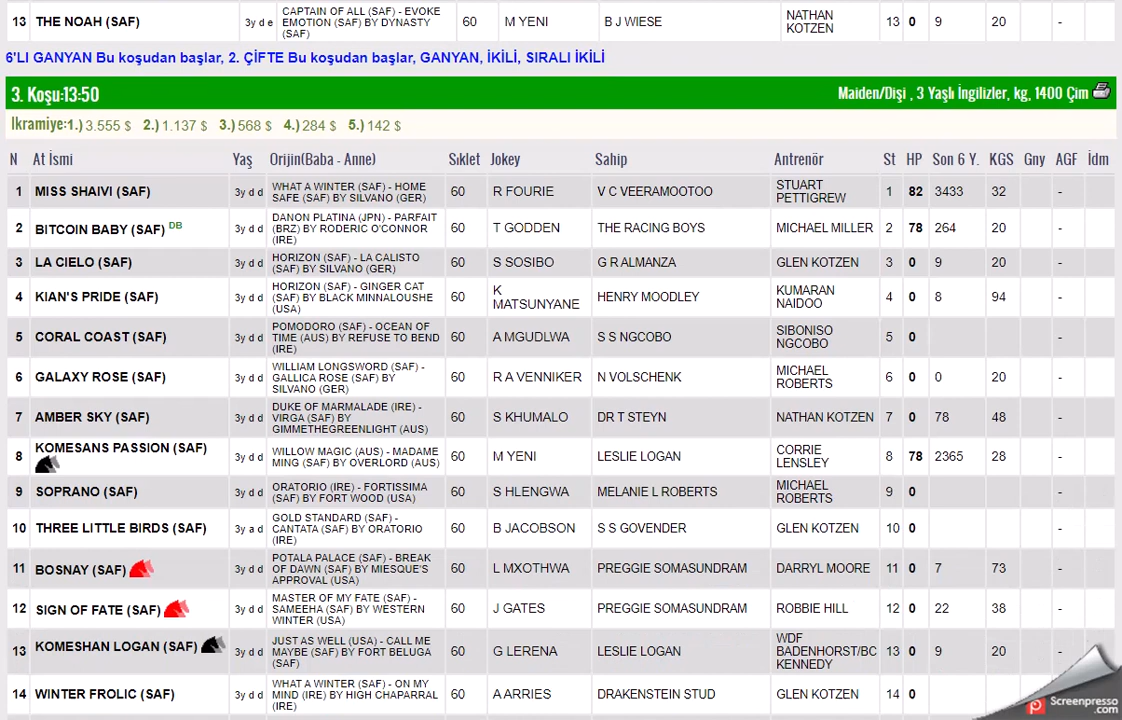 13 THE NOAH (SAF) 3y d e CAPTAIN OF ALL (SAF) - EVOKE EMOTION (SAF) BY DYNASTY (SAF) 60 M YENI B J WIESE NATHAN KOTZEN 13 0 9 20 -
6'LI GANYAN Bu koşudan başlar, 2. ÇİFTE Bu koşudan başlar, GANYAN, İKİLİ, SIRALI İKİLİ
3. Koşu:13:50 Maiden/Dişi , 3 Yaşlı İngilizler, kg, 1400 Çim
Ikramiye:1.) 3.555 $ 2.) 1.137 $ 3.) 568 $ 4.) 284 $ 5.) 142 $
N At İsmi Yaş Orijin(Baba - Anne) Sıklet Jokey Sahip Antrenör St HP Son 6 Y. KGS Gny AGF İdm
1 MISS SHAIVI (SAF) 3y d d WHAT A WINTER (SAF) - HOME SAFE (SAF) BY SILVANO (GER) 60 R FOURIE V C VEERAMOOTOO STUART PETTIGREW 1 82 3433 32 -
2 BITCOIN BABY (SAF) DB 3y d d DANON PLATINA (JPN) - PARFAIT (BRZ) BY RODERIC O'CONNOR (IRE) 60 T GODDEN THE RACING BOYS MICHAEL MILLER 2 78 264 20 -
3 LA CIELO (SAF) 3y d d HORIZON (SAF) - LA CALISTO (SAF) BY SILVANO (GER) 60 S SOSIBO G R ALMANZA GLEN KOTZEN 3 0 9 20 -
4 KIAN'S PRIDE (SAF) 3y d d HORIZON (SAF) - GINGER CAT (SAF) BY BLACK MINNALOUSHE (USA) 60 K MATSUNYANE HENRY MOODLEY KUMARAN NAIDOO 4 0 8 94 -
5 CORAL COAST (SAF) 3y d d POMODORO (SAF) - OCEAN OF TIME (AUS) BY REFUSE TO BEND (IRE) 60 A MGUDLWA S S NGCOBO SIBONISO NGCOBO 5 0 -
6 GALAXY ROSE (SAF) 3y d d WILLIAM LONGSWORD (SAF) - GALLICA ROSE (SAF) BY SILVANO (GER) 60 R A VENNIKER N VOLSCHENK MICHAEL ROBERTS 6 0 0 20 -
7 AMBER SKY (SAF) 3y d d DUKE OF MARMALADE (IRE) - VIRGA (SAF) BY GIMMETHEGREENLIGHT (AUS) 60 S KHUMALO DR T STEYN NATHAN KOTZEN 7 0 78 48 -
8 KOMESANS PASSION (SAF) 3y d d WILLOW MAGIC (AUS) - MADAME MING (SAF) BY OVERLORD (AUS) 60 M YENI LESLIE LOGAN CORRIE LENSLEY 8 78 2365 28 -
9 SOPRANO (SAF) 3y d d ORATORIO (IRE) - FORTISSIMA (SAF) BY FORT WOOD (USA) 60 S HLENGWA MELANIE L ROBERTS MICHAEL ROBERTS 9 0 -
10 THREE LITTLE BIRDS (SAF) 3y a d GOLD STANDARD (SAF) - CANTATA (SAF) BY ORATORIO (IRE) 60 B JACOBSON S S GOVENDER GLEN KOTZEN 10 0 -
11 BOSNAY (SAF) 3y d d POTALA PALACE (SAF) - BREAK OF DAWN (SAF) BY MIESQUE'S APPROVAL (USA) 60 L MXOTHWA PREGGIE SOMASUNDRAM DARRYL MOORE 11 0 7 73 -
12 SIGN OF FATE (SAF) 3y d d MASTER OF MY FATE (SAF) - SAMEEHA (SAF) BY WESTERN WINTER (USA) 60 J GATES PREGGIE SOMASUNDRAM ROBBIE HILL 12 0 22 38 -
13 KOMESHAN LOGAN (SAF) 3y d d JUST AS WELL (USA) - CALL ME MAYBE (SAF) BY FORT BELUGA (SAF) 60 G LERENA LESLIE LOGAN WDF BADENHORST/BC KENNEDY 13 0 9 20 -
14 WINTER FROLIC (SAF) 3y d d WHAT A WINTER (SAF) - ON MY MIND (IRE) BY HIGH CHAPARRAL (IRE) 60 A ARRIES DRAKENSTEIN STUD GLEN KOTZEN 14 0 -
Screenpresso
.com